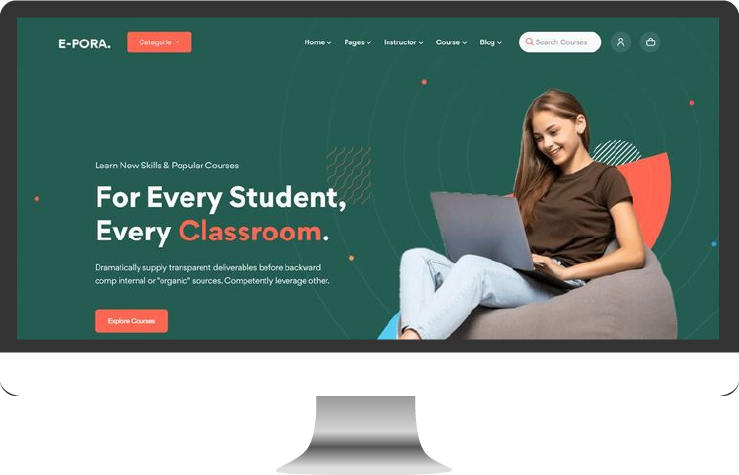 E-PORA.
Categorie
Home
Pages
Instructor
Course
Blog
Search Courses
Learn New Skills & Popular Courses
For Every Student,
Every Classroom.
Dramatically supply transparent deliverables before backward
comp internal or "organic" sources. Competently leverage other.
Explore Courses